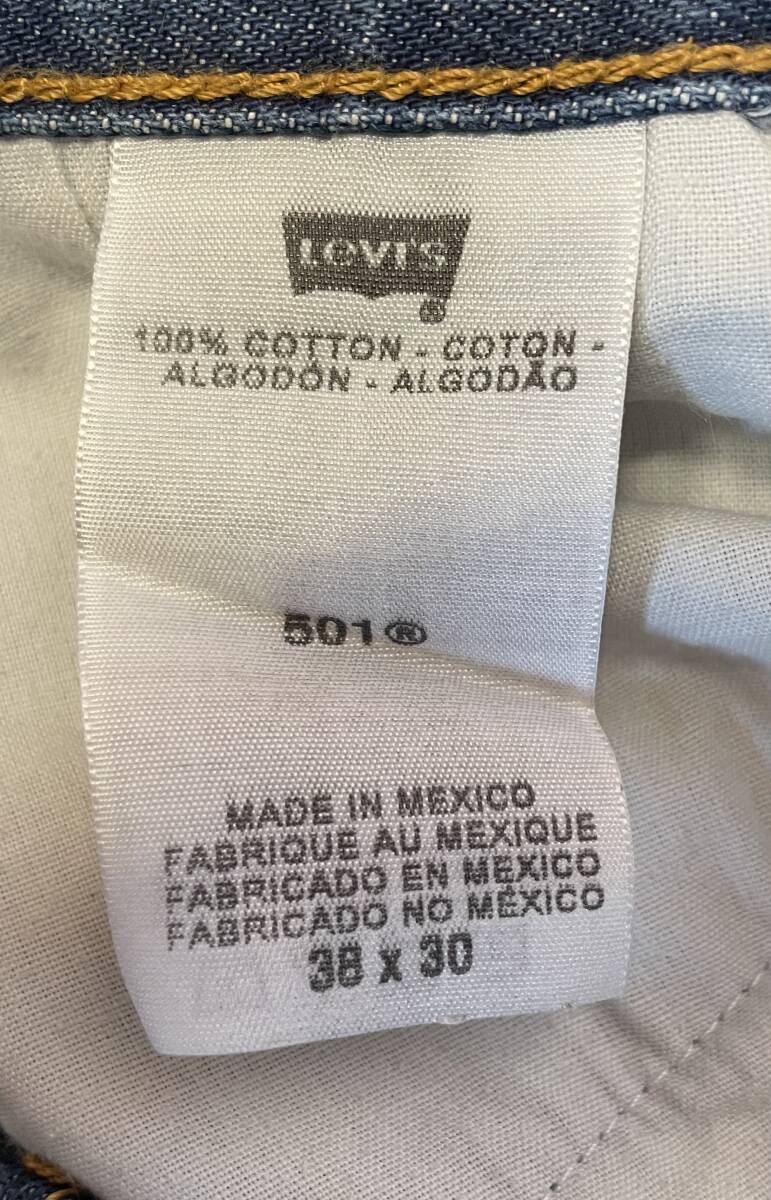 LEVI'S
®
100% COTTON - COTON -
ALGODÓN - ALGODÃO
501®
MADE IN MEXICO
FABRIQUE AU MEXIQUE
FABRICADO EN MEXICO
FABRICADO NO MÉXICO
38 x 30